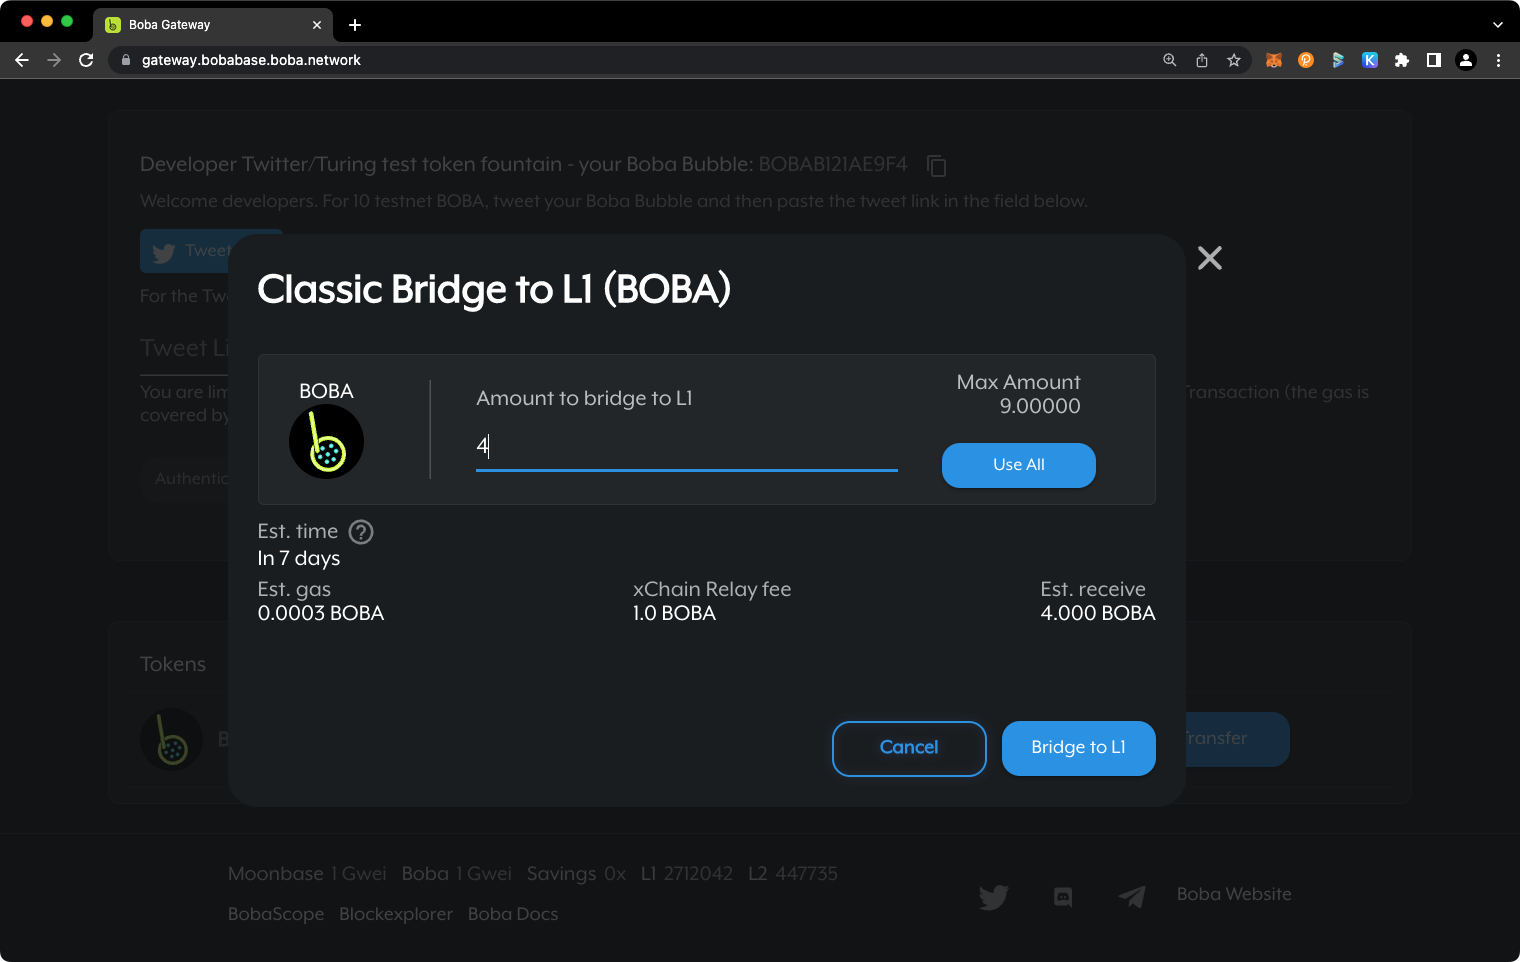 Boba Gateway
gateway.bobabase.boba.network
Developer Twitter/Turing test token fountain - your Boba Bubble: BOBAB121AE9F4
Welcome developers. For 10 testnet BOBA, tweet your Boba Bubble and then paste the tweet link in the field below.
Tweet
For the Tw
Tweet Li
You are lim
ransaction (the gas is
covered by
Authentic
Classic Bridge to L1 (BOBA)
BOBA
Amount to bridge to L1
4
Max Amount
9.00000
Use All
Est. time ?
In 7 days
Est. gas
0.0003 BOBA
xChain Relay fee
1.0 BOBA
Est. receive
4.000 BOBA
Cancel
Bridge to L1
Tokens
B
ransfer
Moonbase 1 Gwei Boba 1 Gwei Savings 0x L1 2712042 L2 447735
BobaScope Blockexplorer Boba Docs
Boba Website